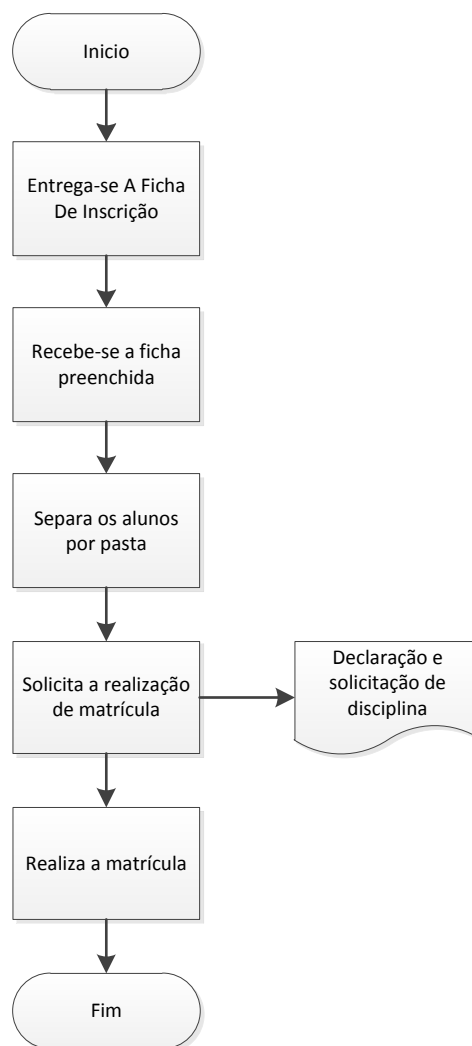 Inicio
Entrega-se A Ficha
De Inscrição
Recebe-se a ficha
preenchida
Separa os alunos
por pasta
Solicita a realização
de matrícula
Declaração e
solicitação de
disciplina
Realiza a matrícula
Fim